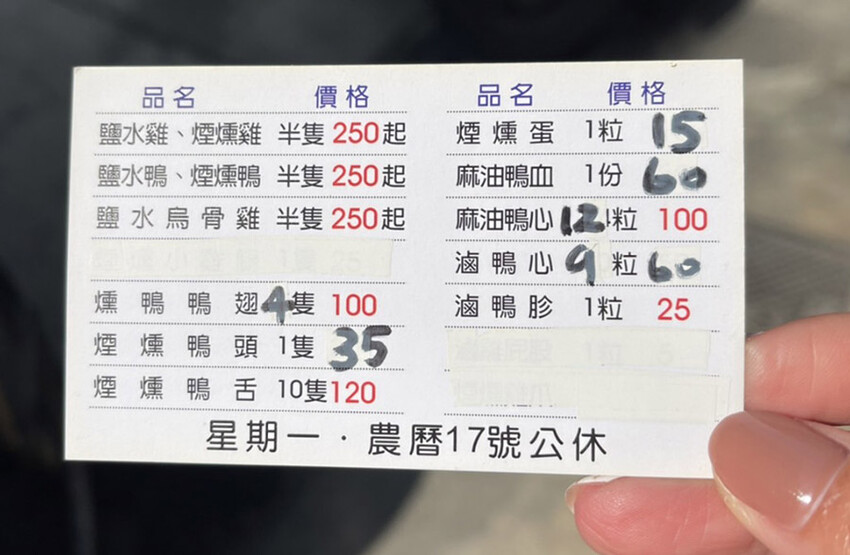 品名 價格
鹽水雞、煙燻雞 半隻 250起
鹽水鴨、煙燻鴨 半隻 250起
鹽水烏骨雞 半隻 250起
燻鴨鴨翅 4隻 100
煙燻鴨頭 1隻 35
煙燻鴨舌 10隻 120
品名 價格
煙燻蛋 1粒 15
麻油鴨血 1份 60
麻油鴨心 12粒 100
滷鴨心 9粒 60
滷鴨胗 1粒 25
星期一·農曆17號公休